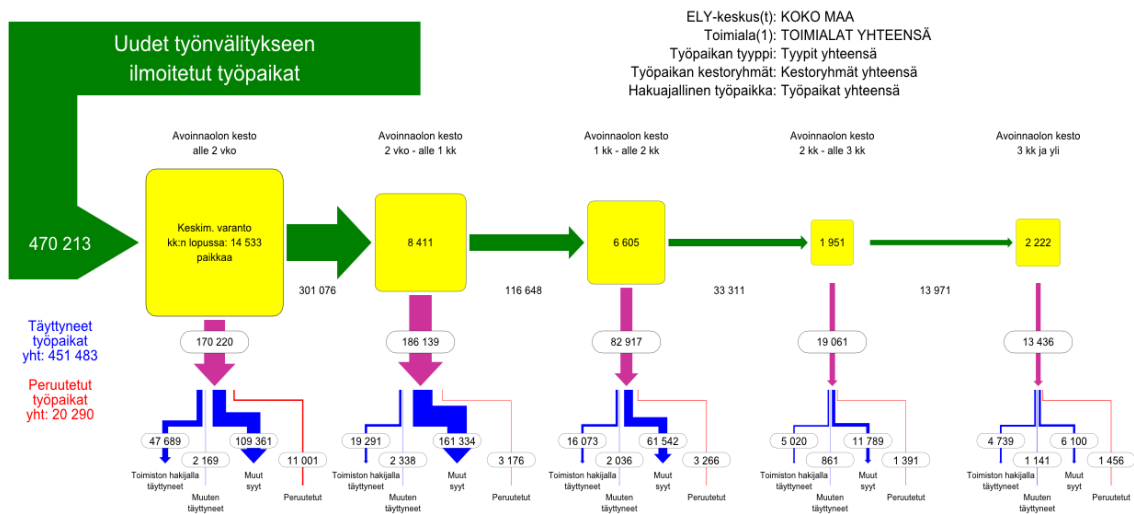 ELY-keskus(t): KOKO MAA
Toimiala(1): TOIMIALAT YHTEENSÄ
Työpaikan tyyppi: Tyypit yhteensä
Työpaikan kestoryhmät: Kestoryhmät yhteensä
Hakuajallinen työpaikka: Työpaikat yhteensä
Uudet työnvälitykseen
ilmoitetut työpaikat
470 213
Avoinnaolon kesto
alle 2 vko
Avoinnaolon kesto
2 vko - alle 1 kk
Avoinnaolon kesto
1 kk - alle 2 kk
Avoinnaolon kesto
2 kk - alle 3 kk
Avoinnaolon kesto
3 kk ja yli
Keskim. varanto
kk:n lopussa: 14 533
paikkaa
8 411
6 605
1 951
2 222
301 076
116 648
33 311
13 971
Täyttyneet
työpaikat
yht: 451 483
Peruutetut
työpaikat
yht: 20 290
170 220
186 139
82 917
19 061
13 436
47 689
109 361
2 169
11 001
Toimiston hakijalla
täyttyneet
Muut
syyt
Muuten
täyttyneet
Peruutetut
19 291
161 334
2 338
3 176
Toimiston hakijalla
täyttyneet
Muut
syyt
Muuten
täyttyneet
Peruutetut
16 073
61 542
2 036
3 266
Toimiston hakijalla
täyttyneet
Muut
syyt
Muuten
täyttyneet
Peruutetut
5 020
11 789
861
1 391
Toimiston hakijalla
täyttyneet
Muut
syyt
Muuten
täyttyneet
Peruutetut
4 739
6 100
1 141
1 456
Toimiston hakijalla
täyttyneet
Muut
syyt
Muuten
täyttyneet
Peruutetut